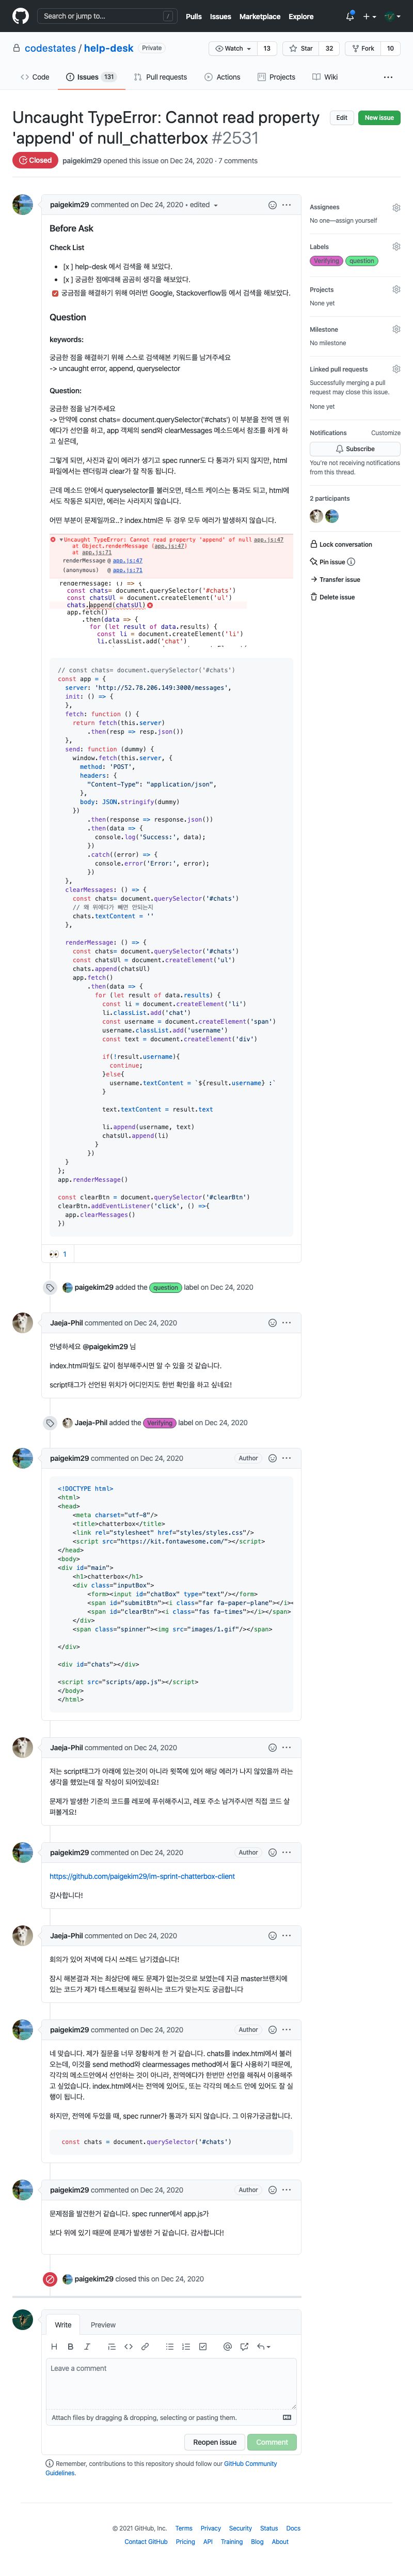 Search or jump to...
/
Pulls
Issues
Marketplace
Explore
codestates / help-desk
Private
Watch
13
Star
32
Fork
10
Code
Issues 131
Pull requests
Actions
Projects
Wiki
Uncaught TypeError: Cannot read property
'append' of null_chatterbox #2531
Edit
New issue
Closed
paigekim29 opened this issue on Dec 24, 2020 · 7 comments
paigekim29 commented on Dec 24, 2020 • edited
Before Ask
Check List
[x ] help-desk 에서 검색을 해 보았다.
[x ] 궁금한 점에대해 곰곰히 생각을 해보았다.
궁금점을 해결하기 위해 여러번 Google, Stackoverflow등 에서 검색을 해보았다.
Question
keywords:
궁금한 점을 해결하기 위해 스스로 검색해본 키워드를 남겨주세요
-> uncaught error, append, queryselector
Question:
궁금한 점을 남겨주세요
-> 만약에 const chats= document.querySelector('#chats') 이 부분을 전역 맨 위
에다가 선언을 하고, app 객체의 send와 clearMessages 메소드에서 참조를 하게 하
고 싶은데,
그렇게 되면, 사진과 같이 에러가 생기고 spec runner도 다 통과가 되지 않지만, html
파일에서는 랜더링과 clear가 잘 작동 됩니다.
근데 메소드 안에서 queryselector를 불러오면, 테스트 케이스는 통과도 되고, html에
서도 작동은 되지만, 에러는 사라지지 않습니다.
어떤 부분이 문제일까요..? index.html은 두 경우 모두 에러가 발생하지 않습니다.
Uncaught TypeError: Cannot read property 'append' of null app.js:47
at Object.renderMessage (app.js:47)
at app.js:71
renderMessage @ app.js:47
(anonymous) @ app.js:71
renderMessage: () => {
const chats= document.querySelector('#chats')
const chatsUl = document.createElement('ul')
chats.append(chatsUl)
app.fetch()
.then(data => {
for (let result of data.results) {
const li = document.createElement('li')
li.classList.add('chat')
// const chats= document.querySelector('#chats')
const app = {
server: 'http://52.78.206.149:3000/messages',
init: () => {
},
fetch: function () {
return fetch(this.server)
.then(resp => resp.json())
},
send: function (dummy) {
window.fetch(this.server, {
method: 'POST',
headers: {
"Content-Type": "application/json",
},
body: JSON.stringify(dummy)
})
.then(response => response.json())
.then(data => {
console.log('Success:', data);
})
.catch((error) => {
console.error('Error:', error);
})
},
clearMessages: () => {
const chats= document.querySelector('#chats')
// 왜 위에다가 빼면 안되는지
chats.textContent = ''
},
renderMessage: () => {
const chats= document.querySelector('#chats')
const chatsUl = document.createElement('ul')
chats.append(chatsUl)
app.fetch()
.then(data => {
for (let result of data.results) {
const li = document.createElement('li')
li.classList.add('chat')
const username = document.createElement('span')
username.classList.add('username')
const text = document.createElement('div')
if(!result.username){
continue;
}else{
username.textContent = `${result.username} :`
}
text.textContent = result.text
li.append(username, text)
chatsUl.append(li)
}
})
}
};
app.renderMessage()
const clearBtn = document.querySelector('#clearBtn')
clearBtn.addEventListener('click', () =>{
app.clearMessages()
})
👀 1
paigekim29 added the question label on Dec 24, 2020
Jaeja-Phil commented on Dec 24, 2020
안녕하세요 @paigekim29 님
index.html파일도 같이 첨부해주시면 알 수 있을 것 같습니다.
script태그가 선언된 위치가 어디인지도 한번 확인을 하고 싶네요!
Jaeja-Phil added the Verifying label on Dec 24, 2020
paigekim29 commented on Dec 24, 2020
Author
<!DOCTYPE html>
<html>
<head>
<meta charset="utf-8"/>
<title>chatterbox</title>
<link rel="stylesheet" href="styles/styles.css"/>
<script src="https://kit.fontawesome.com/"></script>
</head>
<body>
<div id="main">
<h1>chatterbox</h1>
<div class="inputBox">
<form><input id="chatBox" type="text"/></form>
<span id="submitBtn"><i class="far fa-paper-plane"></i><
<span id="clearBtn"><i class="fas fa-times"></i></span>
</div>
<span class="spinner"><img src="images/1.gif"/></span>
</div>
<div id="chats"></div>
<script src="scripts/app.js"></script>
</body>
</html>
Jaeja-Phil commented on Dec 24, 2020
저는 script태그가 아래에 있는것이 아니라 윗쪽에 있어 해당 에러가 나지 않았을까 라는
생각을 했었는데 잘 작성이 되어있네요!
문제가 발생한 기준의 코드를 레포에 푸쉬해주시고, 레포 주소 남겨주시면 직접 코드 살
펴볼게요!
paigekim29 commented on Dec 24, 2020
Author
https://github.com/paigekim29/im-sprint-chatterbox-client
감사합니다!
Jaeja-Phil commented on Dec 24, 2020
회의가 있어 저녁에 다시 쓰레드 남기겠습니다!
잠시 해본결과 저는 최상단에 해도 문제가 없는것으로 보였는데 지금 master브랜치에
있는 코드가 제가 테스트해보길 원하시는 코드가 맞는지도 궁금합니다
paigekim29 commented on Dec 24, 2020
Author
네 맞습니다. 제가 질문을 너무 장황하게 한 거 같습니다. chats를 index.html에서 불러
오는데, 이것을 send method와 clearmessages method에서 둘다 사용하기 때문에,
각각의 메소드안에서 선언하는 것이 아니라, 전역에다가 한번만 선언을 해줘서 이용해주
고 싶었습니다. index.html에서는 전역에 있어도, 또는 각각의 메소드 안에 있어도 잘 실
행이 됩니다.
하지만, 전역에 두었을 때, spec runner이 통과가 되지 않습니다. 그 이유가궁금합니다.
const chats = document.querySelector('#chats')
paigekim29 commented on Dec 24, 2020
Author
문제점을 발견한거 같습니다. spec runner에서 app.js가
보다 위에 있기 때문에 문제가 발생한 거 같습니다. 감사합니다!
paigekim29 closed this on Dec 24, 2020
Write
Preview
Leave a comment
Attach files by dragging & dropping, selecting or pasting them.
Reopen issue
Comment
Remember, contributions to this repository should follow our GitHub Community
Guidelines.
Assignees
No one—assign yourself
Labels
Verifying
question
Projects
None yet
Milestone
No milestone
Linked pull requests
Successfully merging a pull
request may close this issue.
None yet
Notifications
Customize
Subscribe
You're not receiving notifications
from this thread.
2 participants
Lock conversation
Pin issue
Transfer issue
Delete issue
© 2021 GitHub, Inc.
Terms
Privacy
Security
Status
Docs
Contact GitHub
Pricing
API
Training
Blog
About